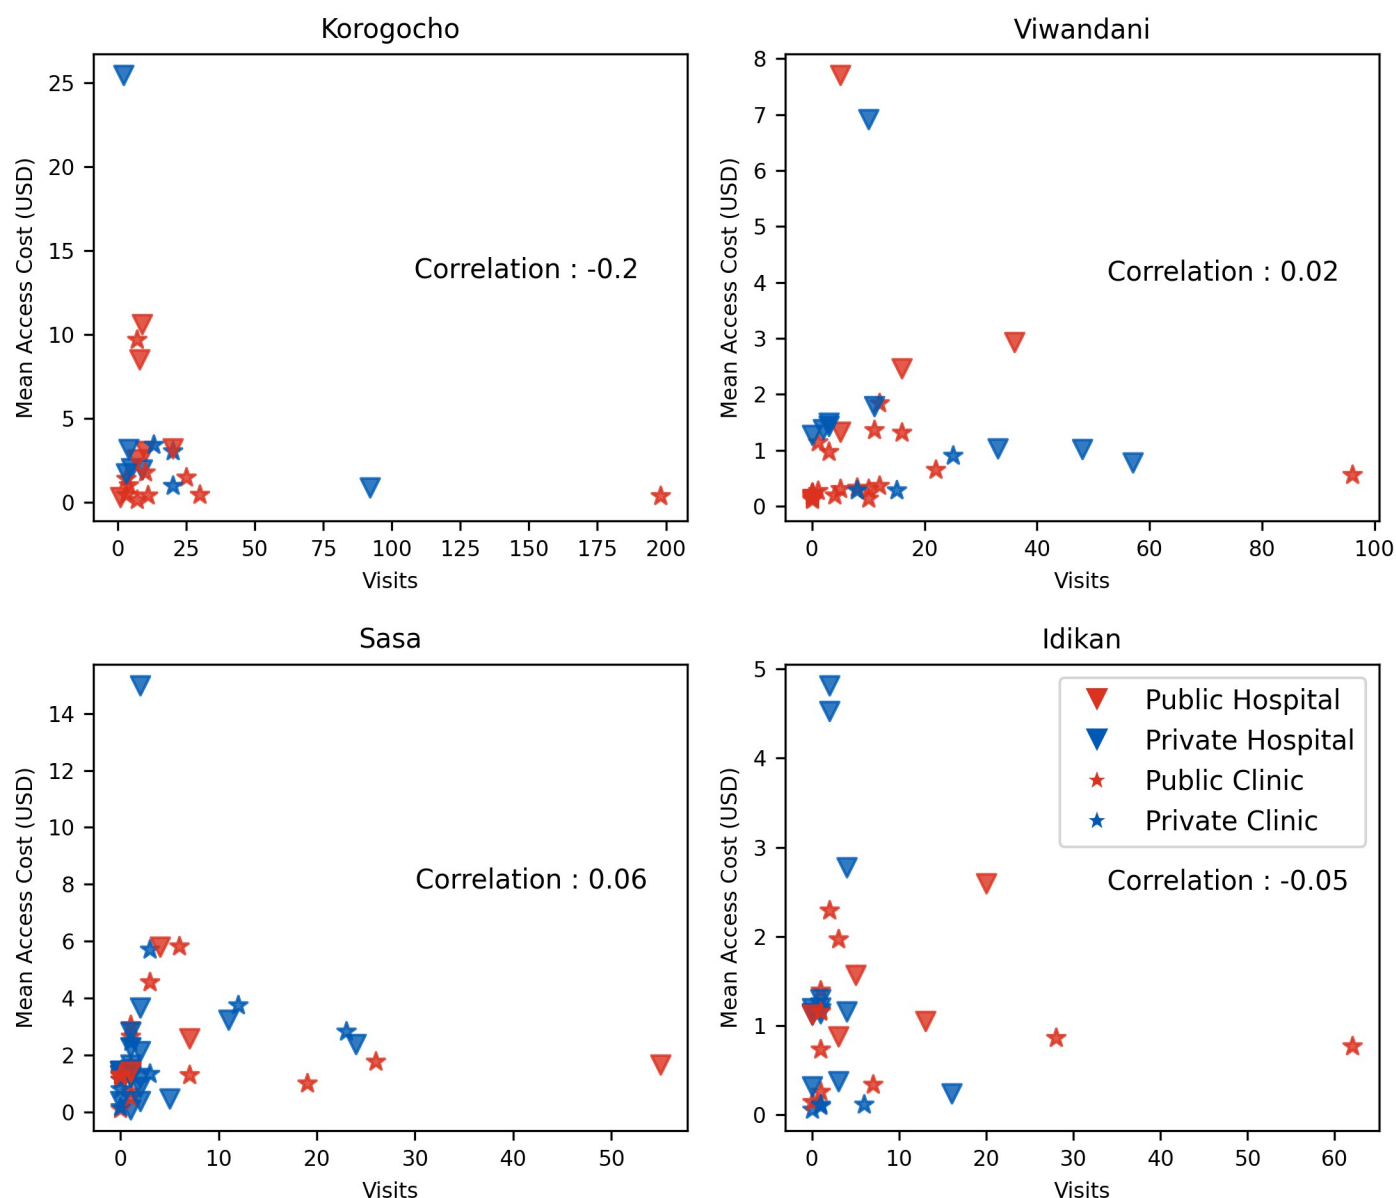 Korogocho
25
20
15
10
5
0
Mean Access Cost (USD)
Correlation : -0.2
0 25 50 75 100 125 150 175 200
Visits
Viwandani
8
7
6
5
4
3
2
1
0
Mean Access Cost (USD)
Correlation : 0.02
0 20 40 60 80 100
Visits
Sasa
14
12
10
8
6
4
2
0
Mean Access Cost (USD)
Correlation : 0.06
0 10 20 30 40 50
Visits
Idikan
5
4
3
2
1
0
Mean Access Cost (USD)
Public Hospital
Private Hospital
Public Clinic
Private Clinic
Correlation : -0.05
0 10 20 30 40 50 60
Visits